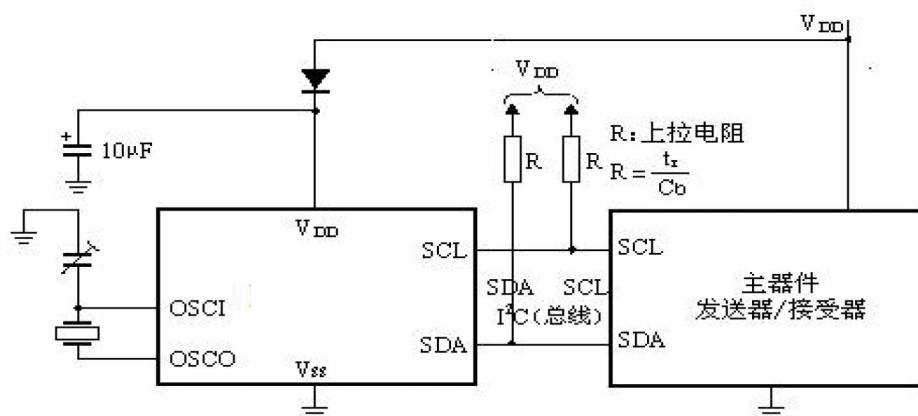 VDD
VDD
10μF
R:上拉电阻
R
R
R=tr/Cb
VDD
SCL
SCL
主器件
发送器/接受器
SDA
SCL
I²C(总线)
OSCI
SDA
SDA
OSCO
VSS